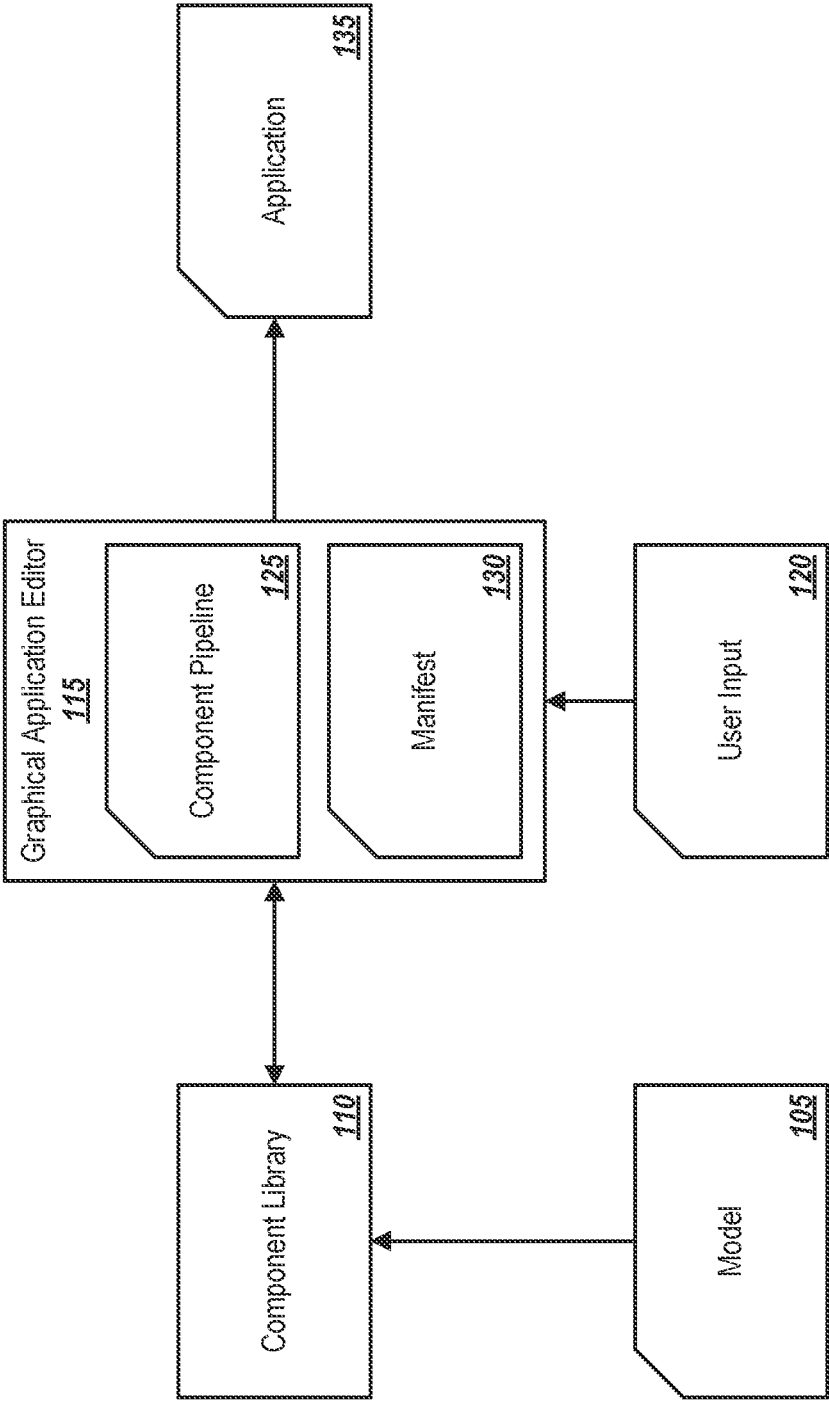 Component Library
110
Model
105
Graphical Application Editor
115
Component Pipeline
125
Manifest
130
User Input
120
Application
135